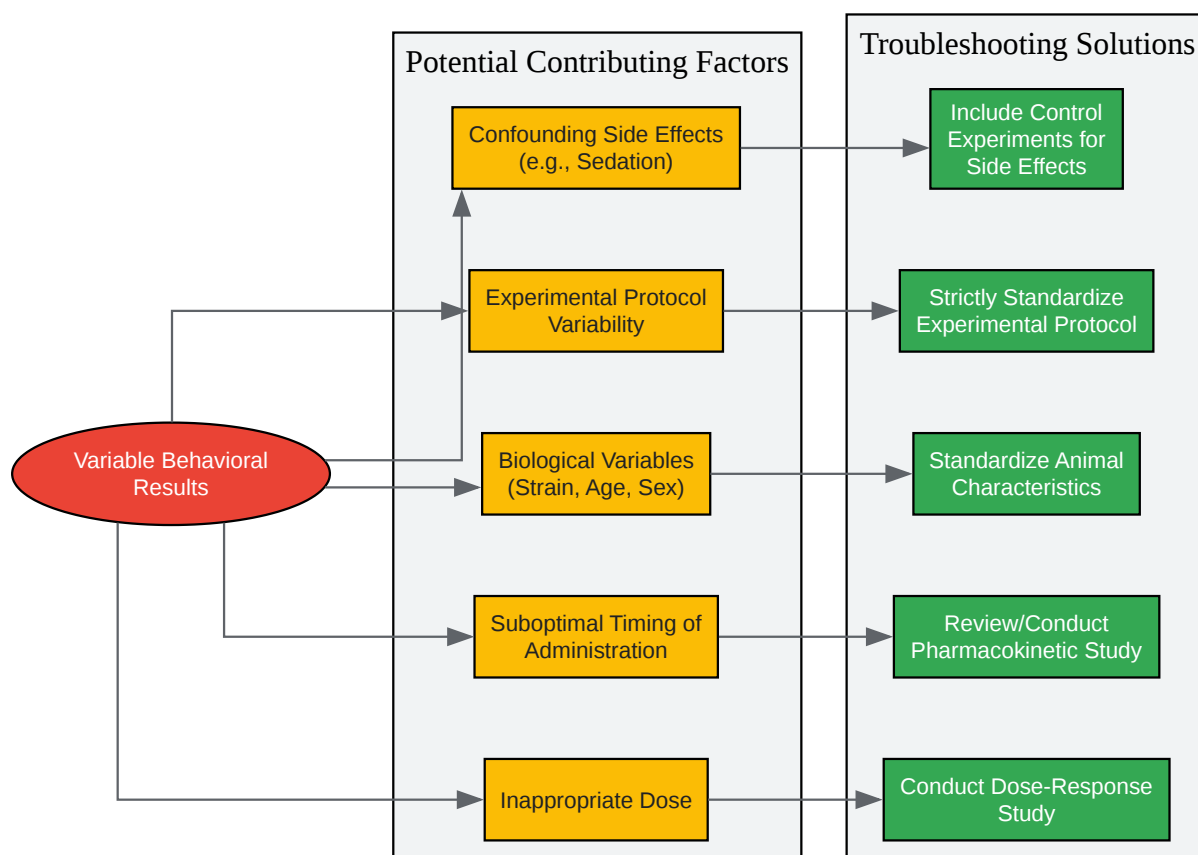 Potential Contributing Factors
Troubleshooting Solutions
Confounding Side Effects
(e.g., Sedation)
Include Control
Experiments for
Side Effects
Experimental Protocol
Variability
Strictly Standardize
Experimental Protocol
Variable Behavioral
Results
Biological Variables
(Strain, Age, Sex)
Standardize Animal
Characteristics
Suboptimal Timing of
Administration
Review/Conduct
Pharmacokinetic Study
Inappropriate Dose
Conduct Dose-Response
Study